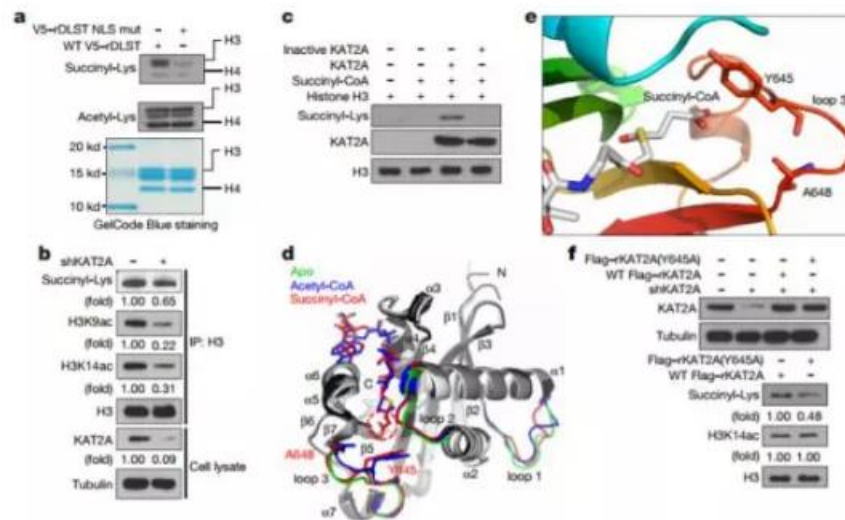 a
V5-rDLST NLS mut - +
WT V5-rDLST + -
Succinyl-Lys
H3
H4
Acetyl-Lys
H3
H4
20 kd
15 kd
10 kd
H3
H4
GelCode Blue staining
b
shKAT2A - +
Succinyl-Lys
(fold) 1.00 0.65
H3K9ac
(fold) 1.00 0.22
H3K14ac
(fold) 1.00 0.31
H3
IP: H3
KAT2A
(fold) 1.00 0.09
Tubulin
Cell lysate
c
Inactive KAT2A - - - +
KAT2A - - + -
Succinyl-CoA - + + +
Histone H3 + + + +
Succinyl-Lys
KAT2A
H3
d
Apo
Acetyl-CoA
Succinyl-CoA
N
α3
β1
β3
α4
β4
α6
C
α5
α1
β2
β6
loop 2
β7
β5
A648
Y645
α2
loop 1
loop 3
α7
e
Y645
Succinyl-CoA
loop 3
A648
f
Flag-rKAT2A(Y645A) - - - +
WT Flag-rKAT2A - - + -
shKAT2A - + + +
KAT2A
Tubulin
Flag-rKAT2A(Y645A) - +
WT Flag-rKAT2A + -
Succinyl-Lys
(fold) 1.00 0.48
H3K14ac
(fold) 1.00 1.00
H3